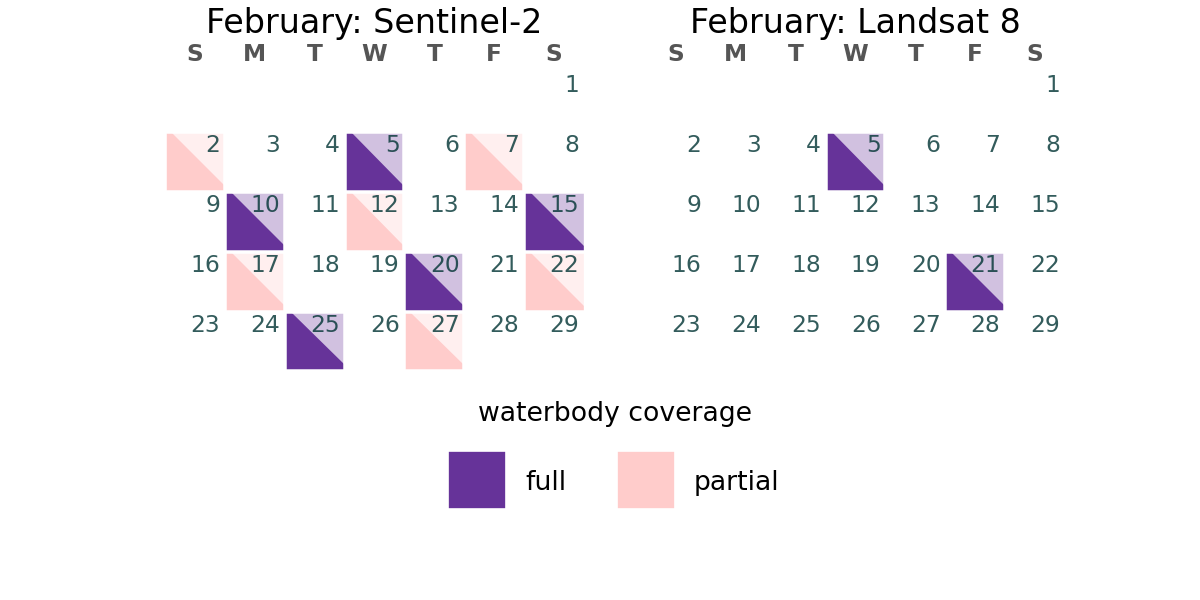 February: Sentinel-2
S M T W T F S
1
2 3 4 5 6 7 8
9 10 11 12 13 14 15
16 17 18 19 20 21 22
23 24 25 26 27 28 29
February: Landsat 8
S M T W T F S
1
2 3 4 5 6 7 8
9 10 11 12 13 14 15
16 17 18 19 20 21 22
23 24 25 26 27 28 29
waterbody coverage
full partial